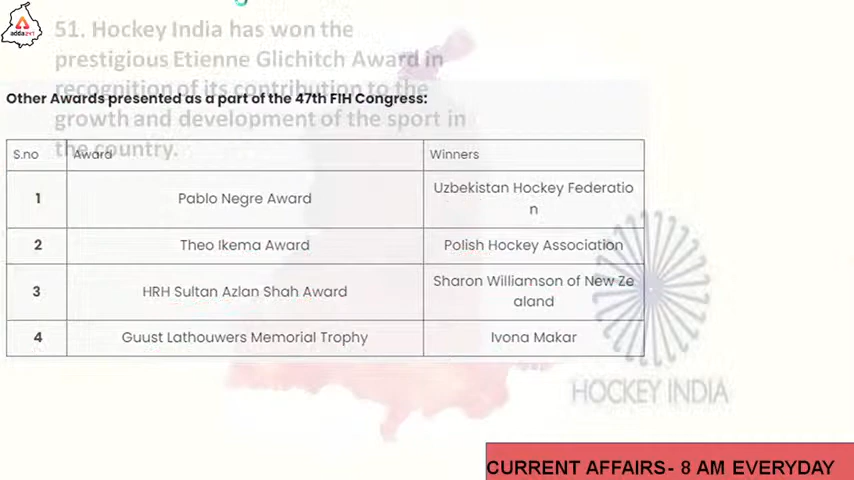 adda247
51. Hockey India has won the
prestigious Etienne Glichitch Award in
recognition of its contribution to the
growth and development of the sport in
the country.
Other Awards presented as a part of the 47th FIH Congress:
S.no Award Winners
1 Pablo Negre Award Uzbekistan Hockey Federatio
n
2 Theo Ikema Award Polish Hockey Association
3 HRH Sultan Azlan Shah Award Sharon Williamson of New Ze
aland
4 Guust Lathouwers Memorial Trophy Ivona Makar
HOCKEY INDIA
CURRENT AFFAIRS- 8 AM EVERYDAY